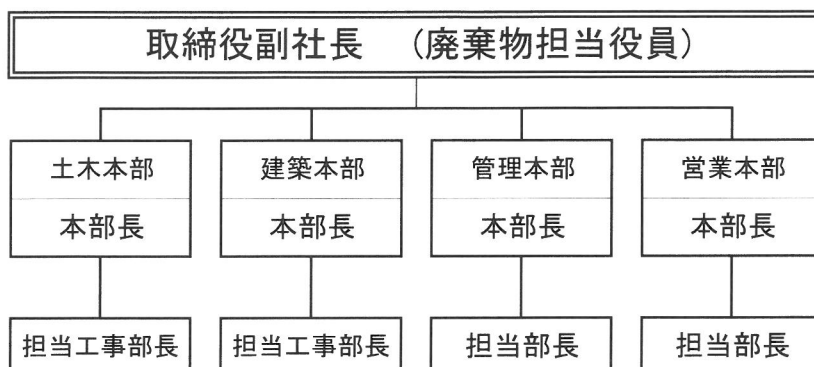 取締役副社長 （廃棄物担当役員）
土木本部 建築本部 管理本部 営業本部
本部長 本部長 本部長 本部長
担当工事部長 担当工事部長 担当部長 担当部長